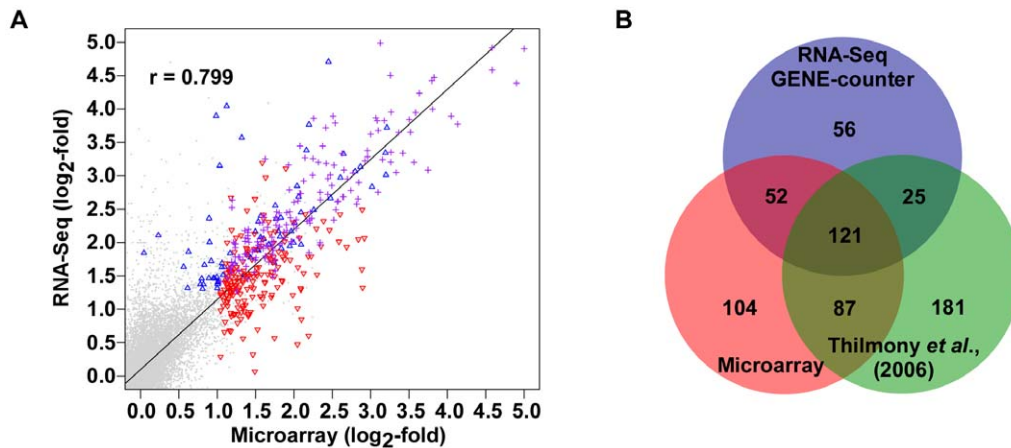 A
r = 0.799
RNA-Seq (log2-fold)
5.0
4.5
4.0
3.5
3.0
2.5
2.0
1.5
1.0
0.5
0.0
0.0 0.5 1.0 1.5 2.0 2.5 3.0 3.5 4.0 4.5 5.0
Microarray (log2-fold)
B
RNA-Seq
GENE-counter
56
52
25
121
104
87
181
Microarray
Thilmony et al.,
(2006)